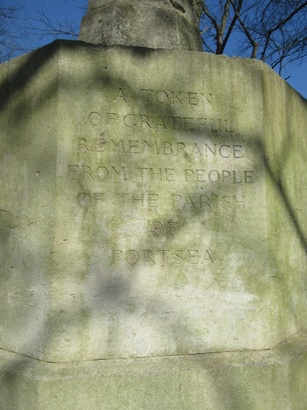 A TOKEN
OF GRATEFUL
REMEMBRANCE
FROM THE PEOPLE
OF THE PARISH
OF
PORTSEA